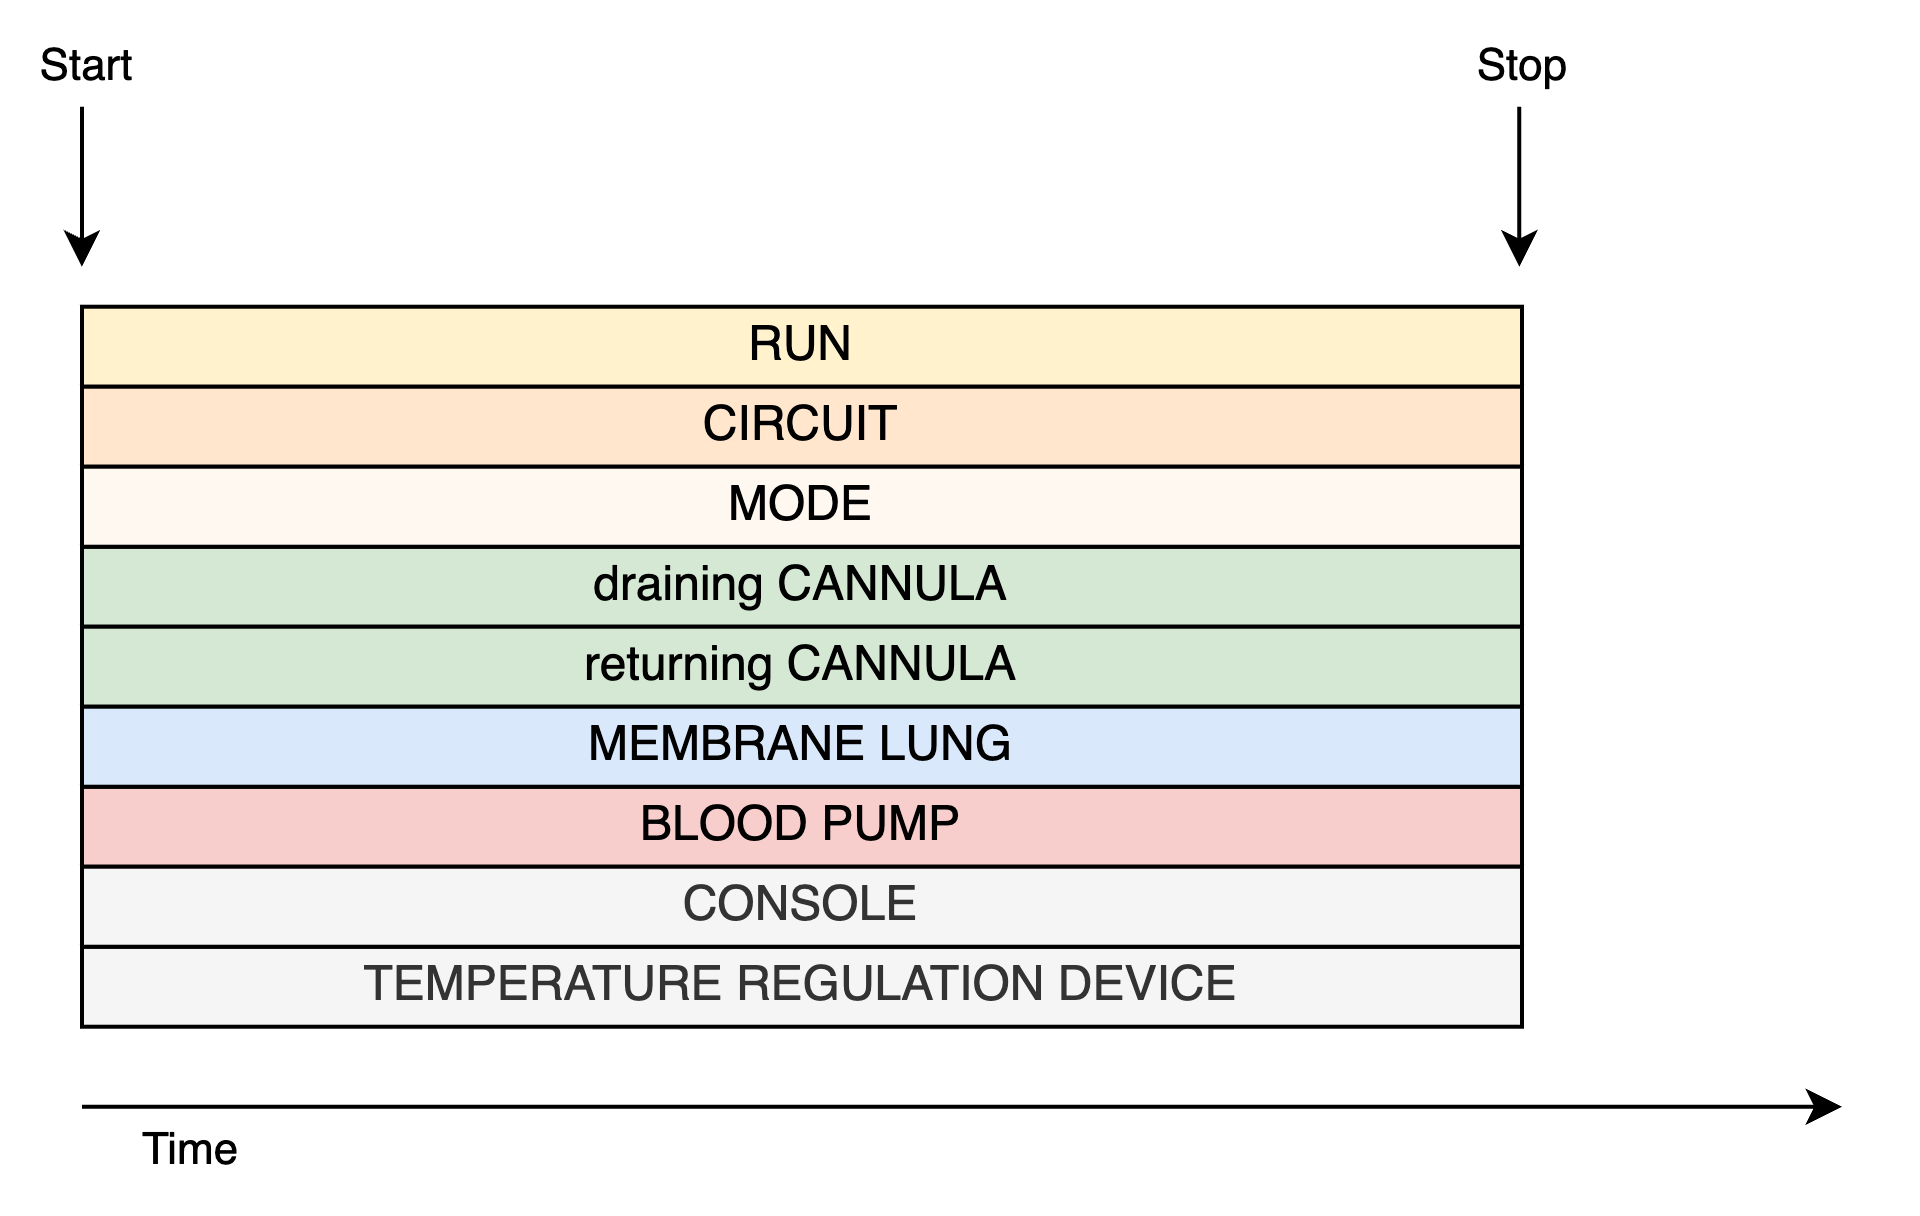 Start
Stop
RUN
CIRCUIT
MODE
draining CANNULA
returning CANNULA
MEMBRANE LUNG
BLOOD PUMP
CONSOLE
TEMPERATURE REGULATION DEVICE
Time